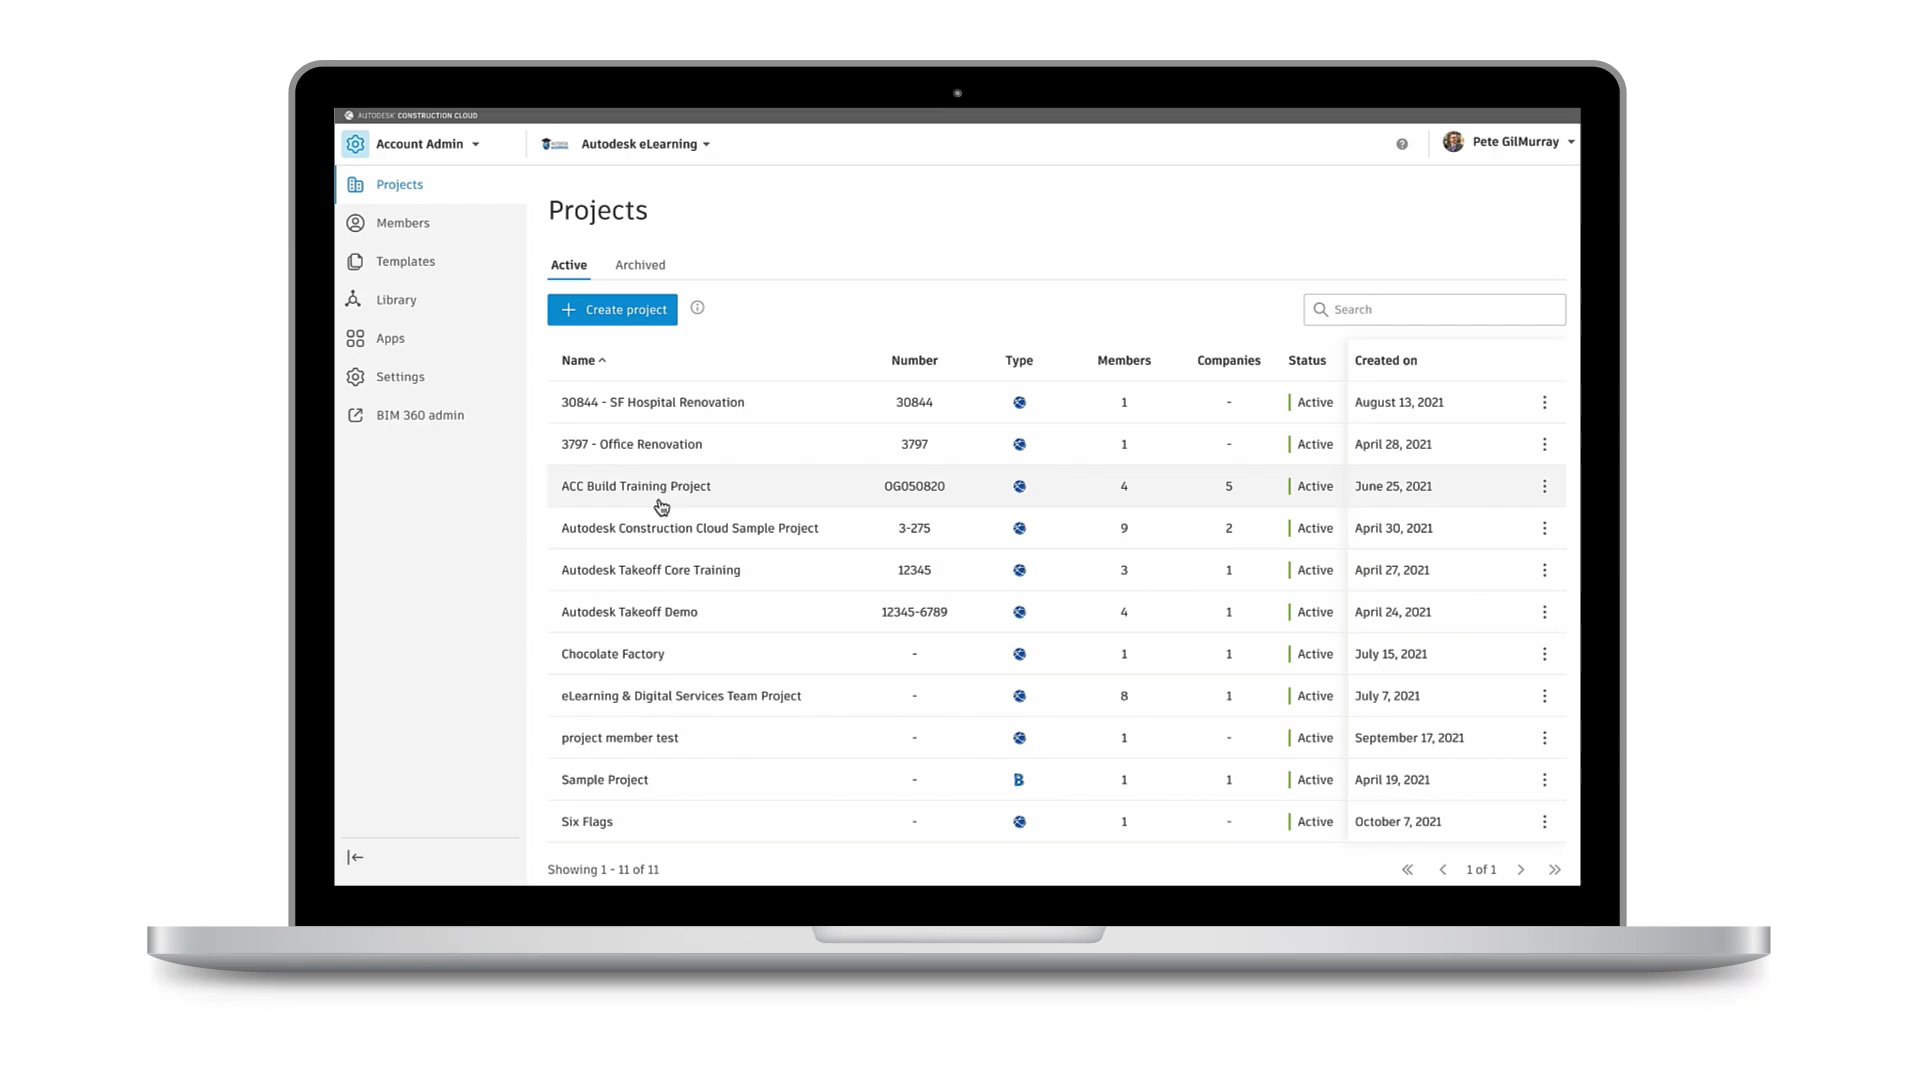 AUTODESK CONSTRUCTION CLOUD
Account Admin
Autodesk eLearning
Pete GilMurray
Projects
Members
Templates
Library
Apps
Settings
BIM 360 admin
Projects
Active Archived
Create project
Search
Name Number Type Members Companies Status Created on
30844 - SF Hospital Renovation 30844 1 - Active August 13, 2021
3797 - Office Renovation 3797 1 - Active April 28, 2021
ACC Build Training Project OG050820 4 5 Active June 25, 2021
Autodesk Construction Cloud Sample Project 3-275 9 2 Active April 30, 2021
Autodesk Takeoff Core Training 12345 3 1 Active April 27, 2021
Autodesk Takeoff Demo 12345-6789 4 1 Active April 24, 2021
Chocolate Factory - 1 1 Active July 15, 2021
eLearning & Digital Services Team Project - 8 1 Active July 7, 2021
project member test - 1 - Active September 17, 2021
Sample Project - B 1 1 Active April 19, 2021
Six Flags - 1 - Active October 7, 2021
Showing 1 - 11 of 11
1 of 1